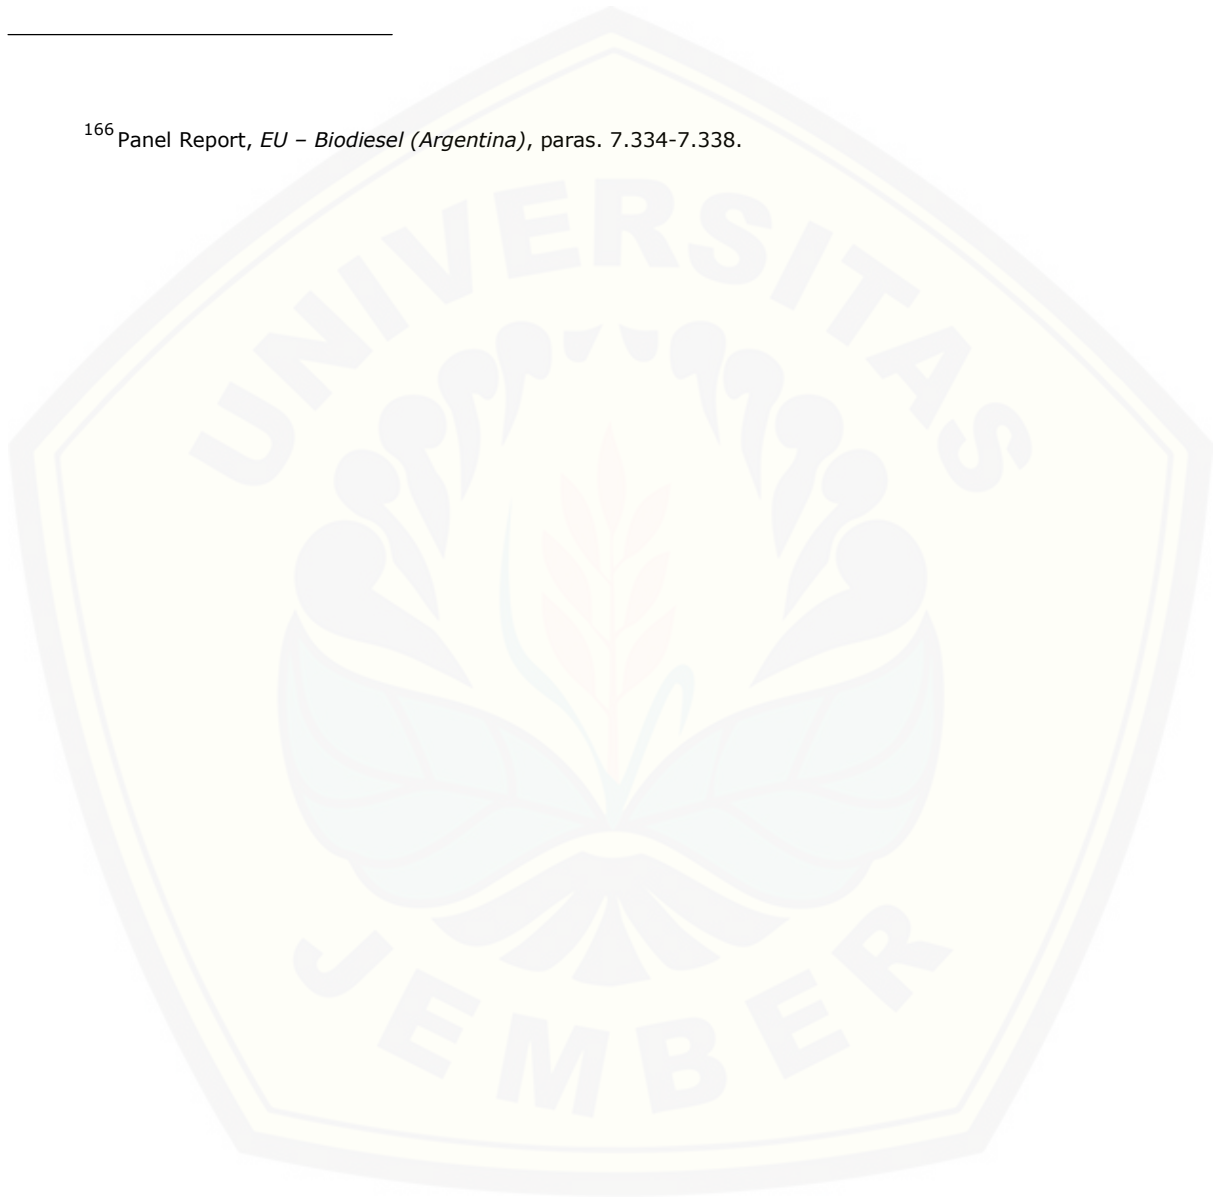 166 Panel Report, EU – Biodiesel (Argentina), paras. 7.334-7.338.
UNIVERSITAS
JEMBER